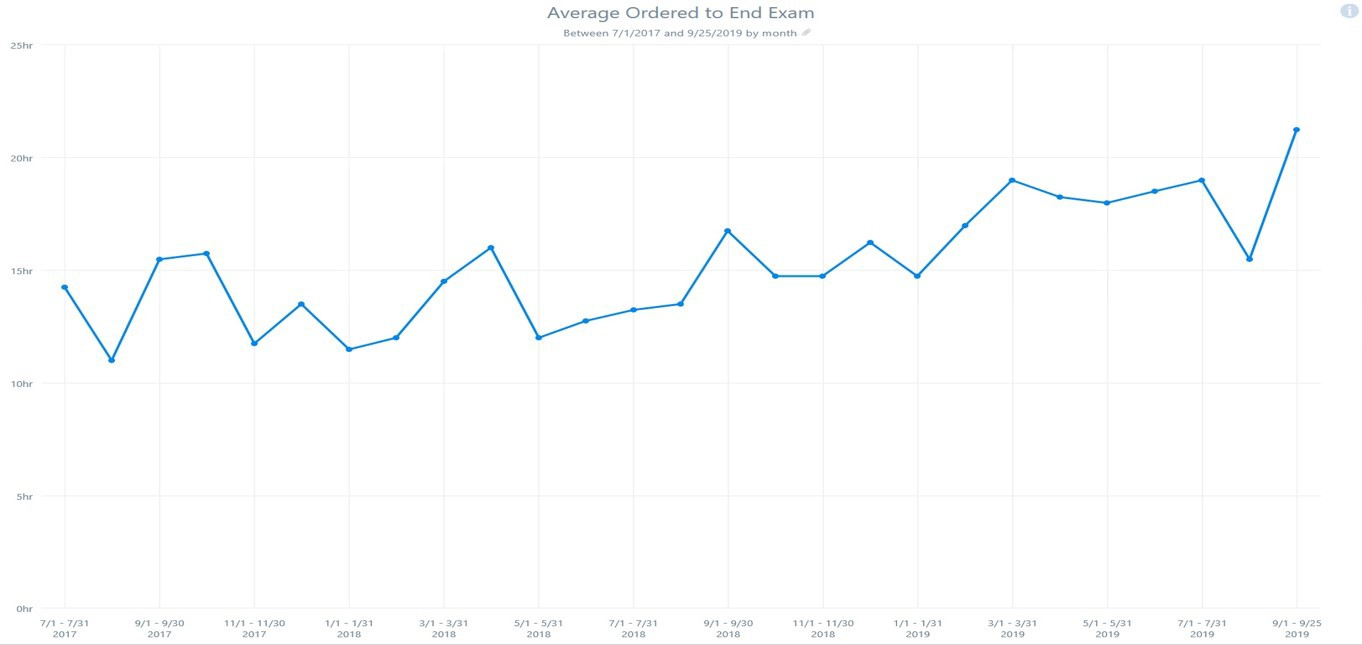 Average Ordered to End Exam
Between 7/1/2017 and 9/25/2019 by month
i
25hr
20hr
15hr
10hr
5hr
0hr
7/1 - 7/31
2017
9/1 - 9/30
2017
11/1 - 11/30
2017
1/1 - 1/31
2018
3/1 - 3/31
2018
5/1 - 5/31
2018
7/1 - 7/31
2018
9/1 - 9/30
2018
11/1 - 11/30
2018
1/1 - 1/31
2019
3/1 - 3/31
2019
5/1 - 5/31
2019
7/1 - 7/31
2019
9/1 - 9/25
2019